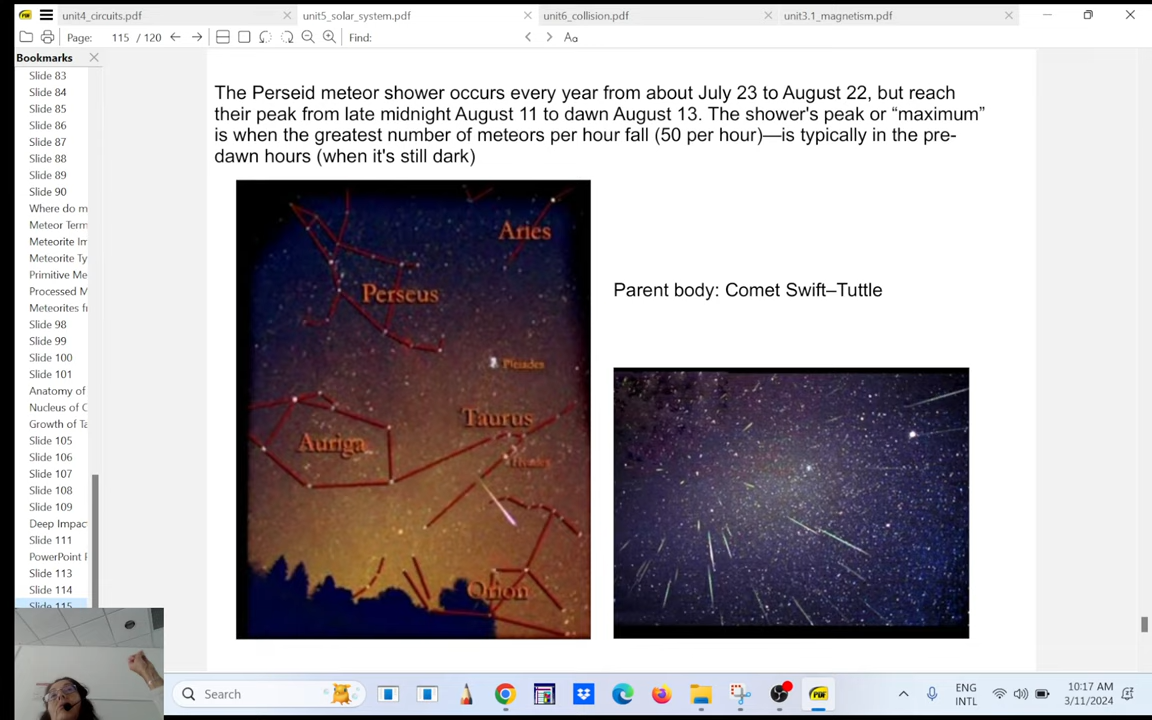 unit4_circuits.pdf
unit5_solar_system.pdf
unit6_collision.pdf
unit3.1_magnetism.pdf
Page: 115 / 120
Find:
Aa
Bookmarks
Slide 83
Slide 84
Slide 85
Slide 86
Slide 87
Slide 88
Slide 89
Slide 90
Where do m
Meteor Term
Meteorite Im
Meteorite Ty
Primitive Me
Processed M
Meteorites f
Slide 98
Slide 99
Slide 100
Slide 101
Anatomy of
Nucleus of C
Growth of Ta
Slide 105
Slide 106
Slide 107
Slide 108
Slide 109
Deep Impac
Slide 111
PowerPoint P
Slide 113
Slide 114
Slide 115
The Perseid meteor shower occurs every year from about July 23 to August 22, but reach
their peak from late midnight August 11 to dawn August 13. The shower's peak or “maximum”
is when the greatest number of meteors per hour fall (50 per hour)—is typically in the pre-
dawn hours (when it's still dark)
Aries
Perseus
Pleiades
Taurus
Auriga
Hyades
Orion
Parent body: Comet Swift–Tuttle
PDF
Search
PDF
ENG
INTL
10:17 AM
3/11/2024